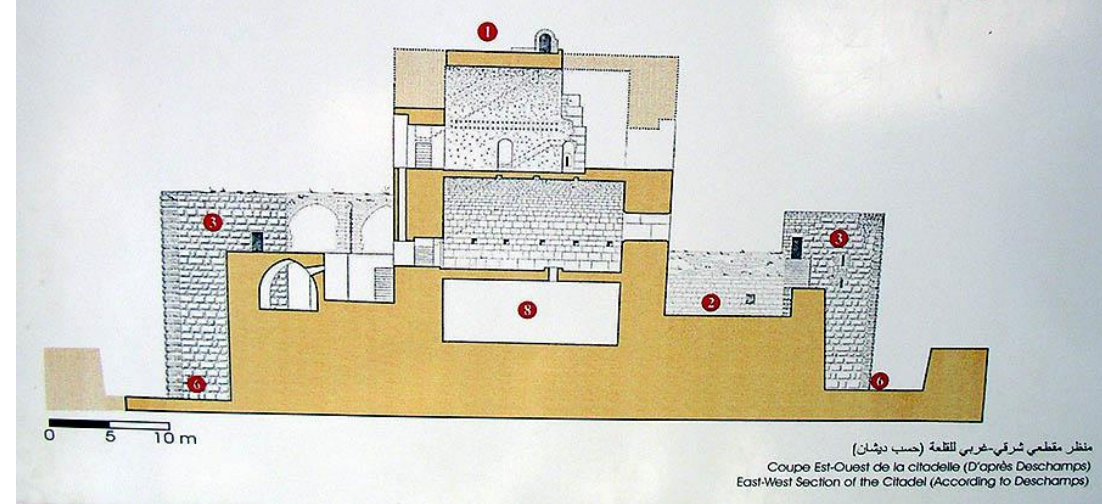 1
3
3
2
8
6
6
0 5 10 m
منظر مقطعي شرقي-غربي للقلعة (حسب ديشان)
Coupe Est-Ouest de la citadelle (D'après Deschamps)
East-West Section of the Citadel (According to Deschamps)